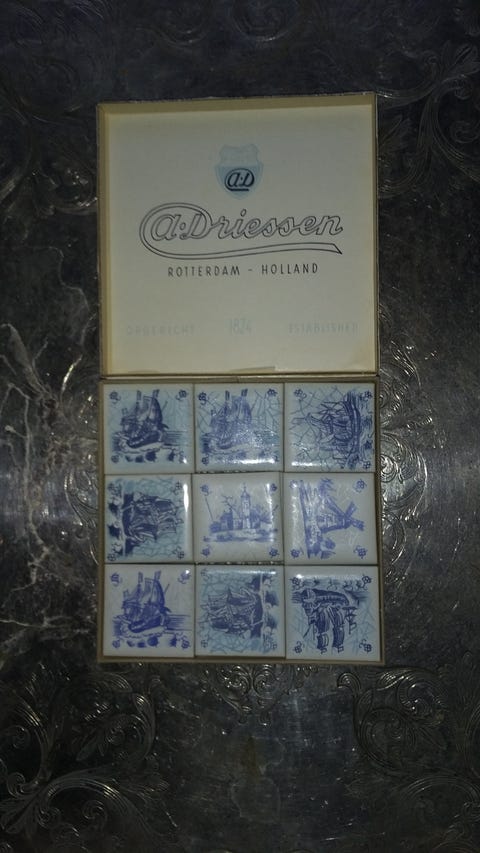 a.D
a.Driessen
ROTTERDAM - HOLLAND
OPGERICHT 1824 ESTABLISHED